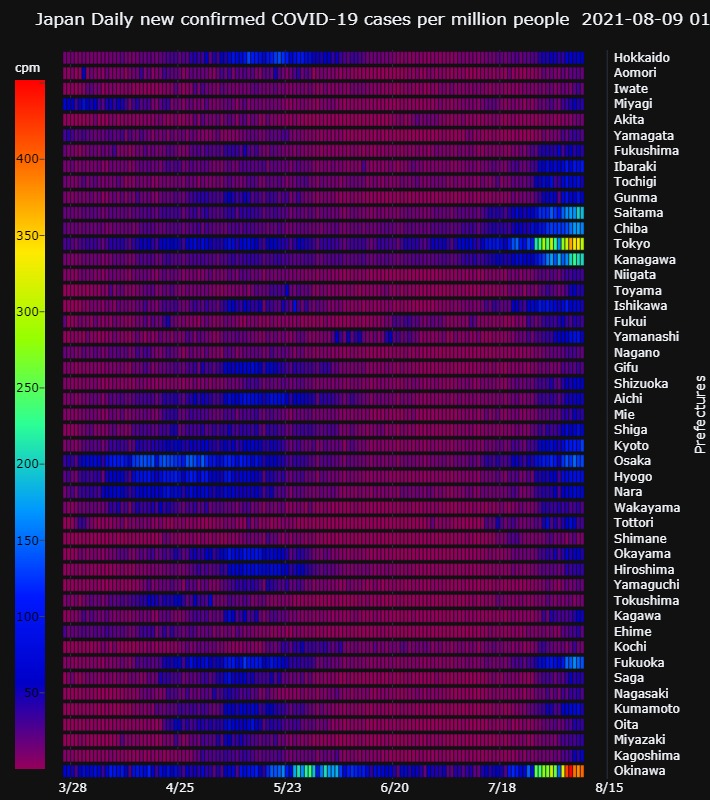 Japan Daily new confirmed COVID-19 cases per million people 2021-08-09 01
cpm
400
350
300
250
200
150
100
50
Hokkaido
Aomori
Iwate
Miyagi
Akita
Yamagata
Fukushima
Ibaraki
Tochigi
Gunma
Saitama
Chiba
Tokyo
Kanagawa
Niigata
Toyama
Ishikawa
Fukui
Yamanashi
Nagano
Gifu
Shizuoka
Aichi
Mie
Shiga
Kyoto
Osaka
Hyogo
Nara
Wakayama
Tottori
Shimane
Okayama
Hiroshima
Yamaguchi
Tokushima
Kagawa
Ehime
Kochi
Fukuoka
Saga
Nagasaki
Kumamoto
Oita
Miyazaki
Kagoshima
Okinawa
Prefectures
3/28 4/25 5/23 6/20 7/18 8/15